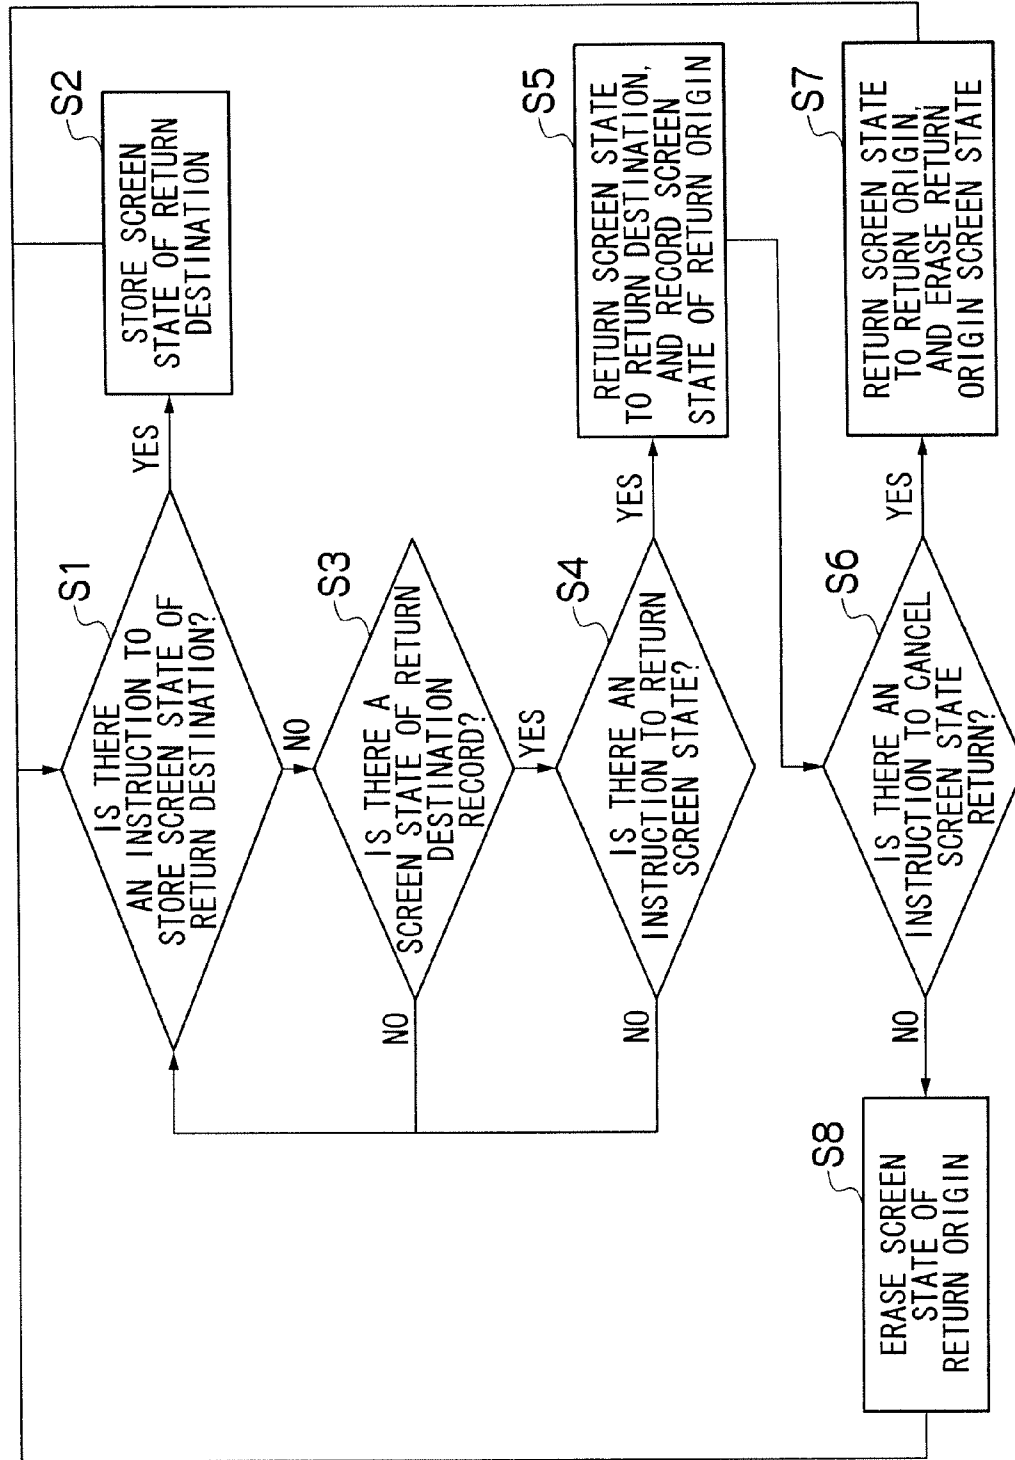 S1
IS THERE
AN INSTRUCTION TO
STORE SCREEN STATE OF
RETURN DESTINATION?
YES
S2
STORE SCREEN
STATE OF RETURN
DESTINATION
NO
S3
IS THERE A
SCREEN STATE OF RETURN
DESTINATION
RECORD?
NO
YES
S4
IS THERE AN
INSTRUCTION TO RETURN
SCREEN STATE?
NO
YES
S5
RETURN SCREEN STATE
TO RETURN DESTINATION,
AND RECORD SCREEN
STATE OF RETURN ORIGIN
S6
IS THERE AN
INSTRUCTION TO CANCEL
SCREEN STATE
RETURN?
YES
S7
RETURN SCREEN STATE
TO RETURN ORIGIN,
AND ERASE RETURN
ORIGIN SCREEN STATE
NO
S8
ERASE SCREEN
STATE OF
RETURN ORIGIN